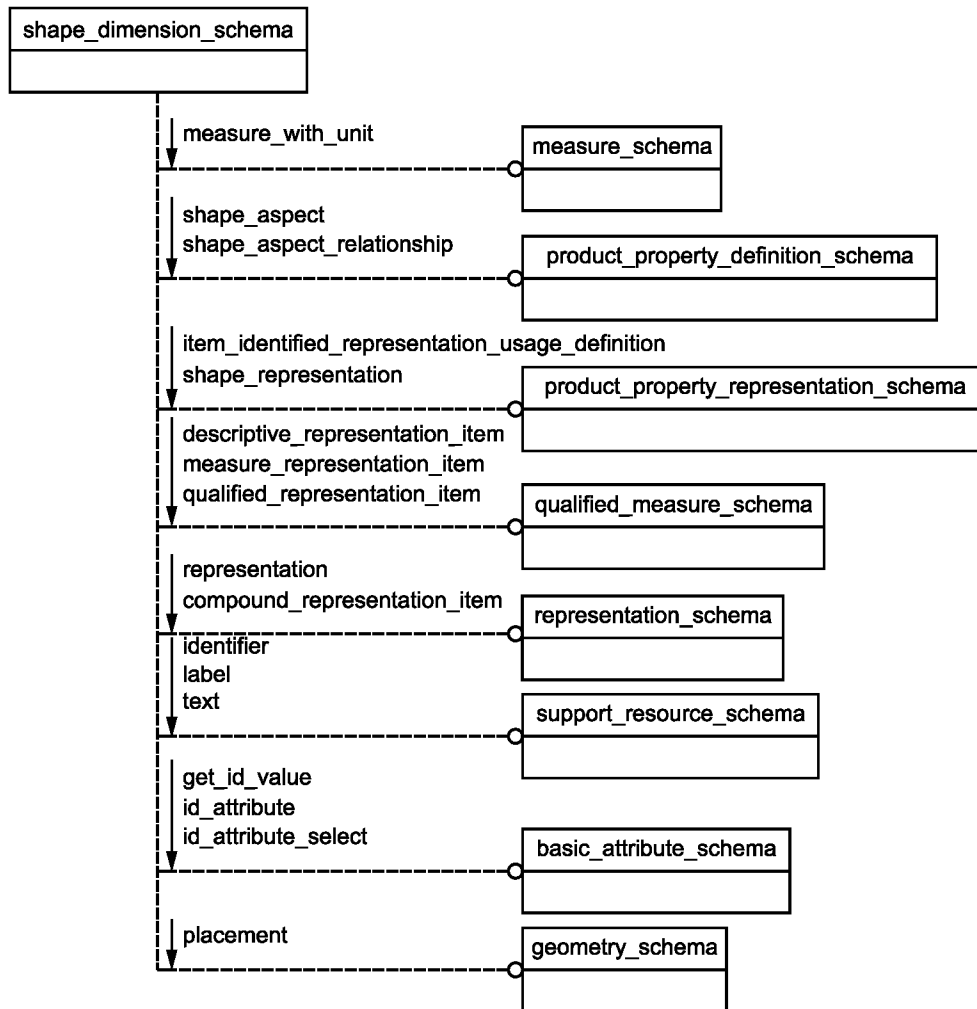 shape_dimension_schema
measure_with_unit
measure_schema
shape_aspect
shape_aspect_relationship
product_property_definition_schema
item_identified_representation_usage_definition
shape_representation
product_property_representation_schema
descriptive_representation_item
measure_representation_item
qualified_representation_item
qualified_measure_schema
representation
compound_representation_item
representation_schema
identifier
label
text
support_resource_schema
get_id_value
id_attribute
id_attribute_select
basic_attribute_schema
placement
geometry_schema